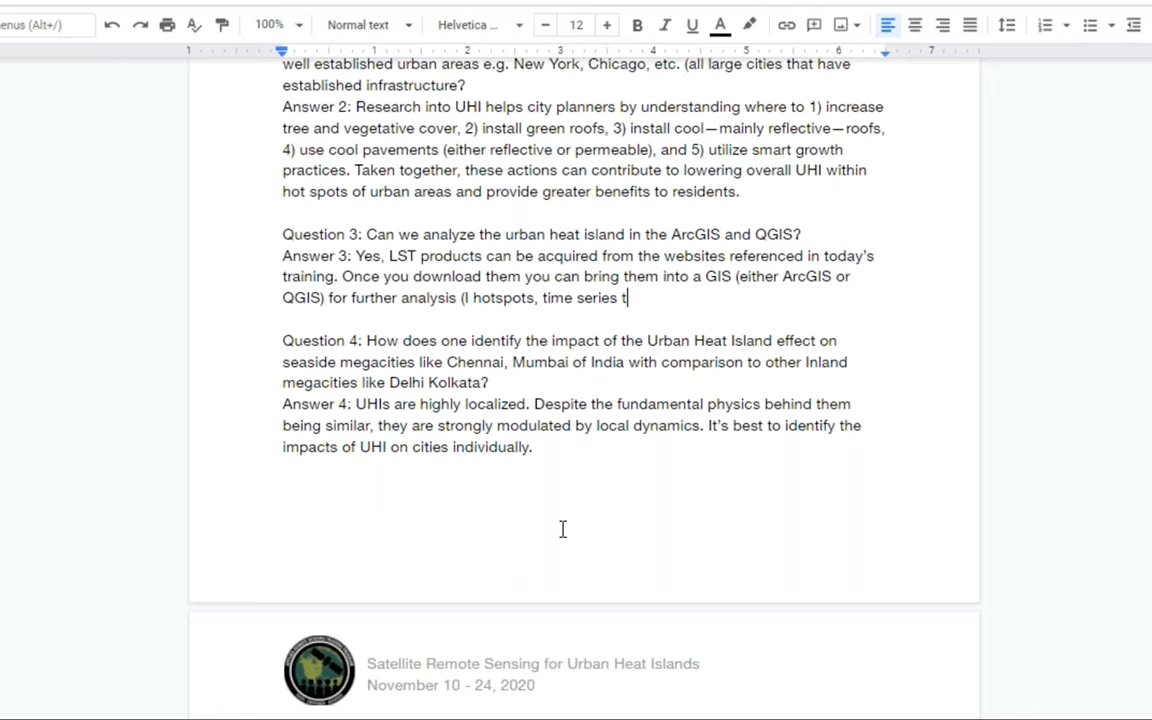 enus (Alt+/)
100%
Normal text
Helvetica ...
12
B I U A
1 1 2 3 4 5 6 7
well established urban areas e.g. New York, Chicago, etc. (all large cities that have
established infrastructure?
Answer 2: Research into UHI helps city planners by understanding where to 1) increase
tree and vegetative cover, 2) install green roofs, 3) install cool—mainly reflective—roofs,
4) use cool pavements (either reflective or permeable), and 5) utilize smart growth
practices. Taken together, these actions can contribute to lowering overall UHI within
hot spots of urban areas and provide greater benefits to residents.
Question 3: Can we analyze the urban heat island in the ArcGIS and QGIS?
Answer 3: Yes, LST products can be acquired from the websites referenced in today's
training. Once you download them you can bring them into a GIS (either ArcGIS or
QGIS) for further analysis (I hotspots, time series t
Question 4: How does one identify the impact of the Urban Heat Island effect on
seaside megacities like Chennai, Mumbai of India with comparison to other Inland
megacities like Delhi Kolkata?
Answer 4: UHIs are highly localized. Despite the fundamental physics behind them
being similar, they are strongly modulated by local dynamics. It's best to identify the
impacts of UHI on cities individually.
Satellite Remote Sensing for Urban Heat Islands
November 10 - 24, 2020